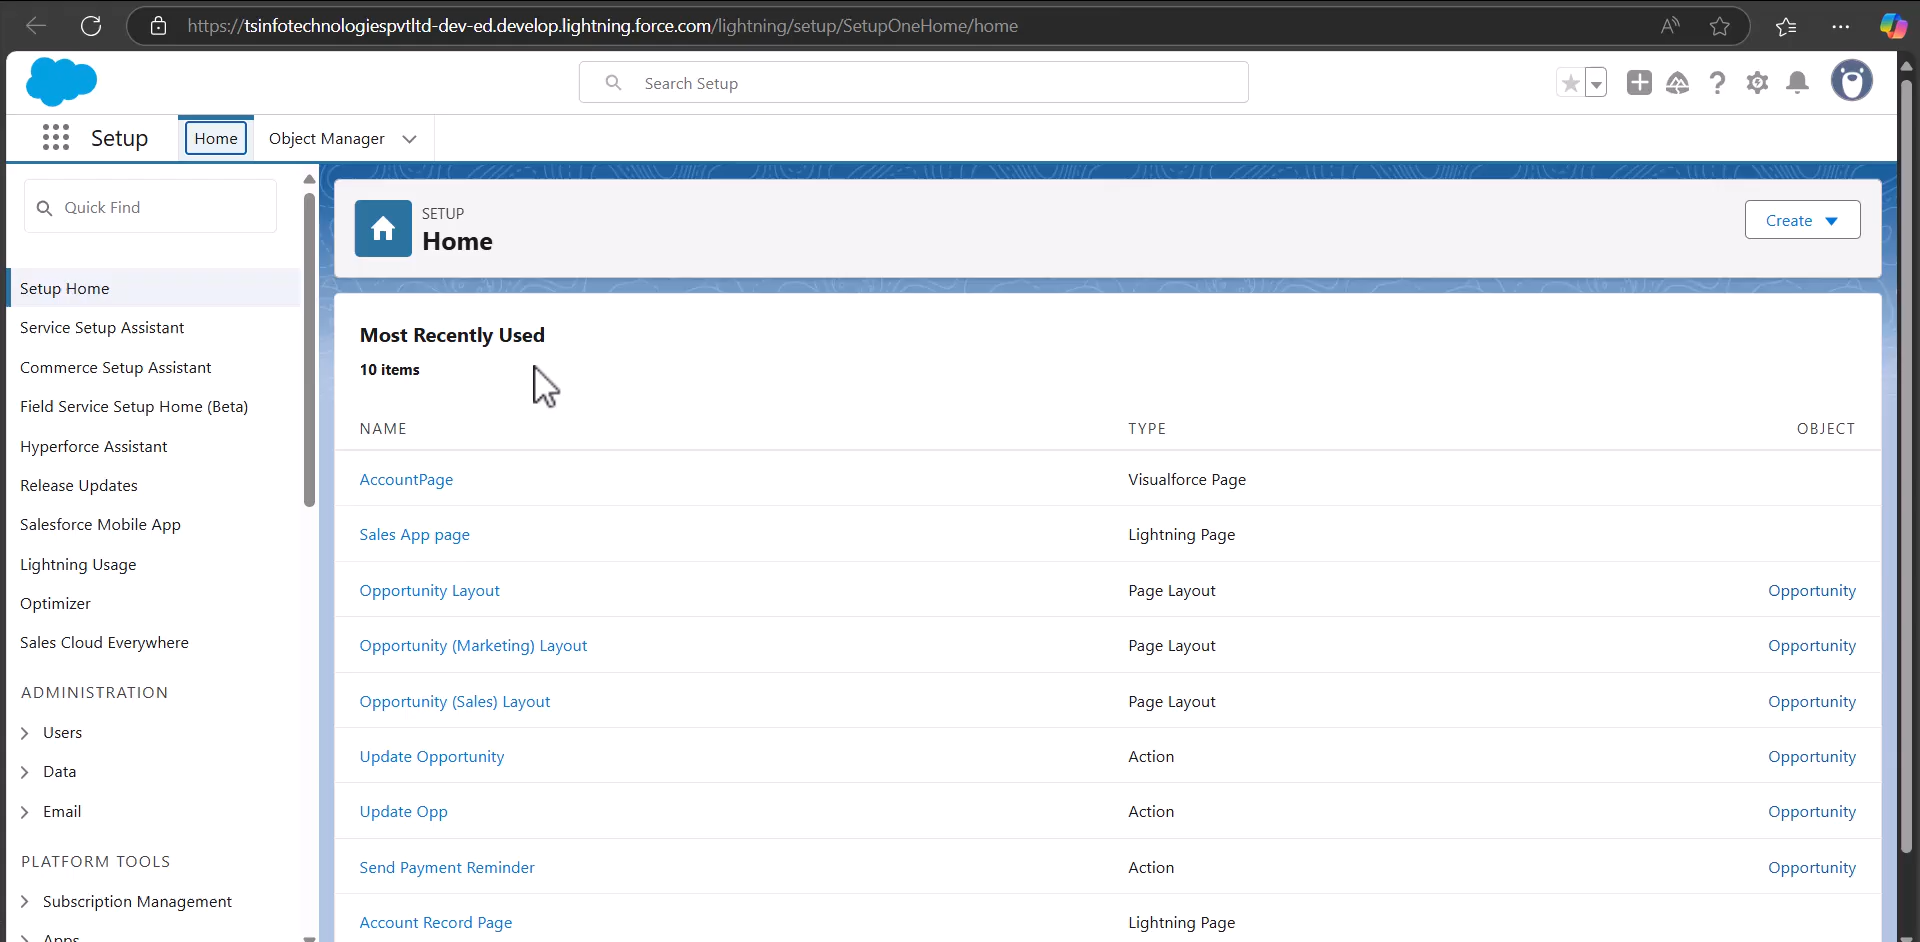 https://tsinfotechnologiespvtltd-dev-ed.develop.lightning.force.com/lightning/setup/SetupOneHome/home
Search Setup
Setup
Home
Object Manager
Quick Find
Setup Home
Service Setup Assistant
Commerce Setup Assistant
Field Service Setup Home (Beta)
Hyperforce Assistant
Release Updates
Salesforce Mobile App
Lightning Usage
Optimizer
Sales Cloud Everywhere
ADMINISTRATION
Users
Data
Email
PLATFORM TOOLS
Subscription Management
Apps
SETUP
Home
Create
Most Recently Used
10 items
NAME TYPE OBJECT
AccountPage Visualforce Page
Sales App page Lightning Page
Opportunity Layout Page Layout Opportunity
Opportunity (Marketing) Layout Page Layout Opportunity
Opportunity (Sales) Layout Page Layout Opportunity
Update Opportunity Action Opportunity
Update Opp Action Opportunity
Send Payment Reminder Action Opportunity
Account Record Page Lightning Page